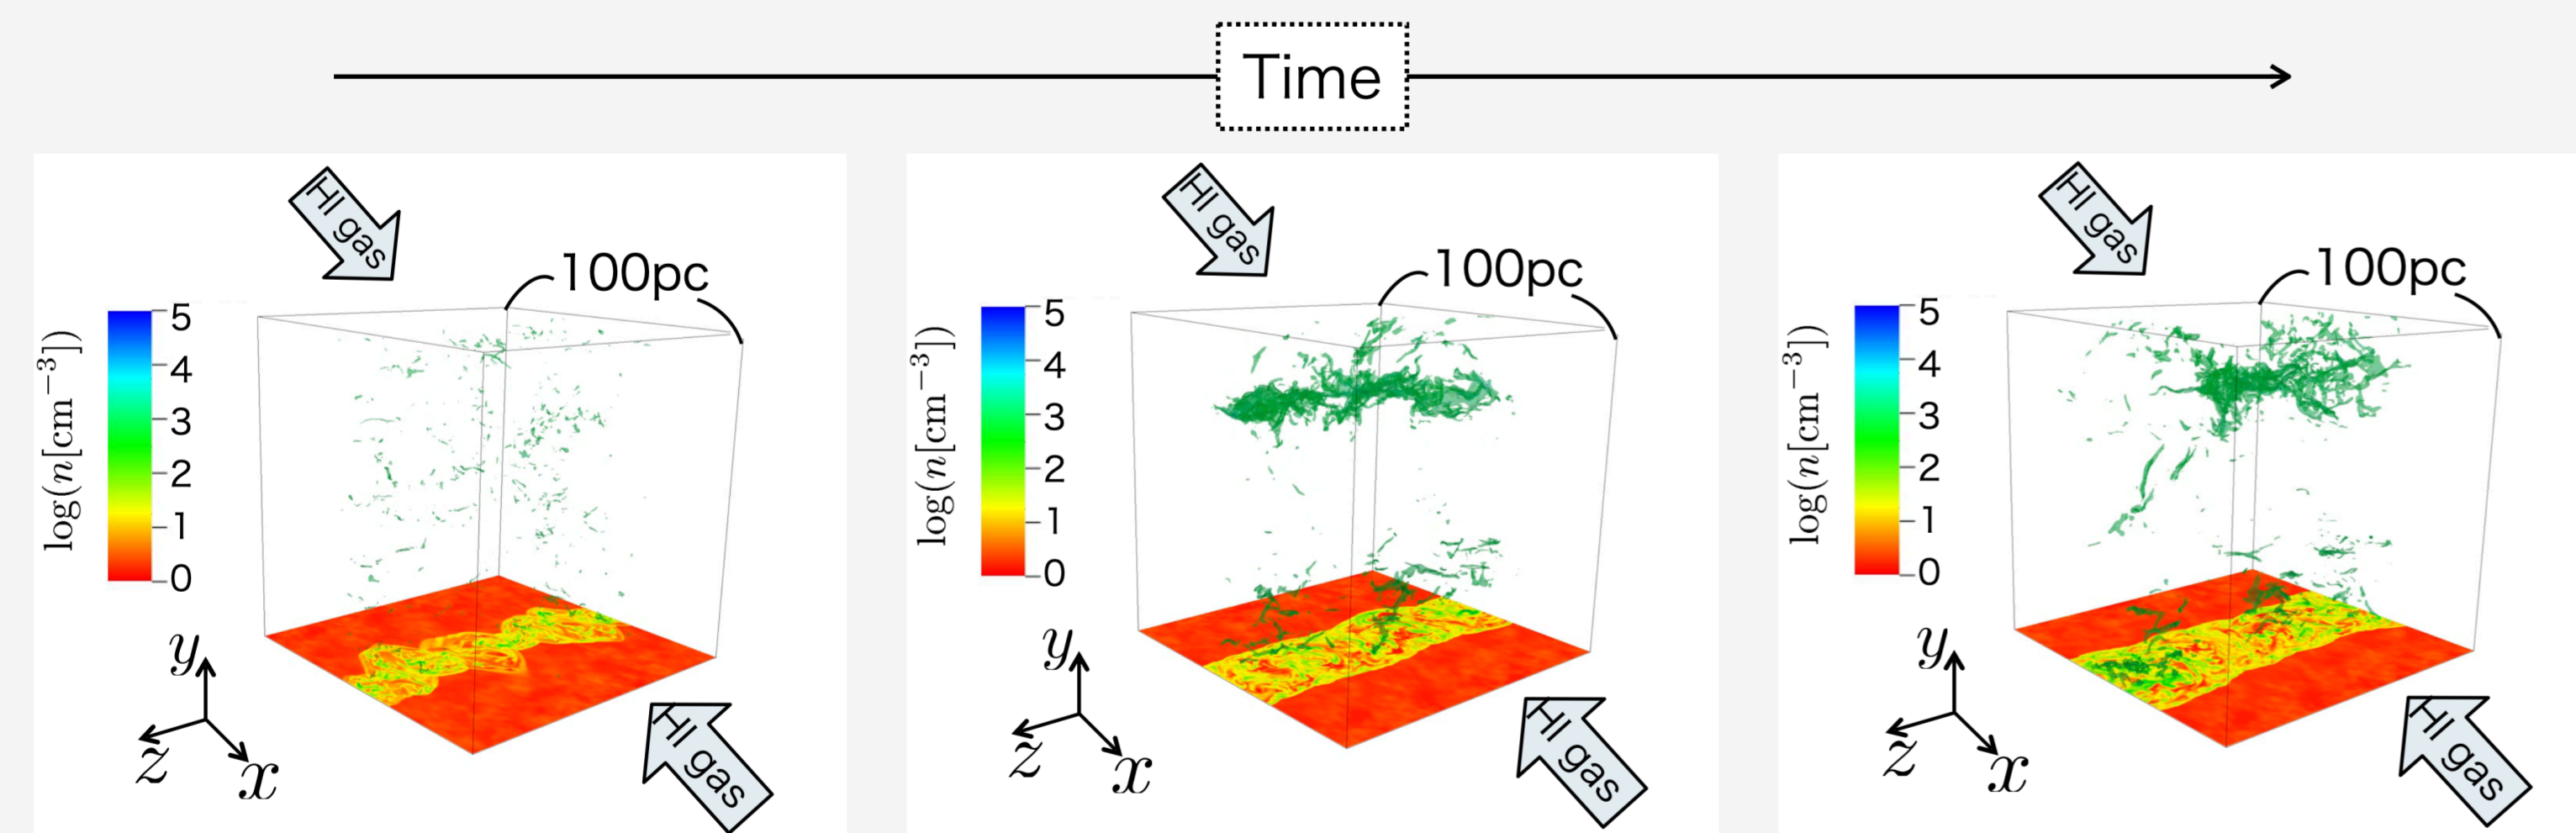 Time
HI gas
100pc
log(n[cm⁻³])
5
4
3
2
1
0
y
z
x
HI gas
HI gas
100pc
log(n[cm⁻³])
5
4
3
2
1
0
y
z
x
HI gas
HI gas
100pc
log(n[cm⁻³])
5
4
3
2
1
0
y
z
x
HI gas